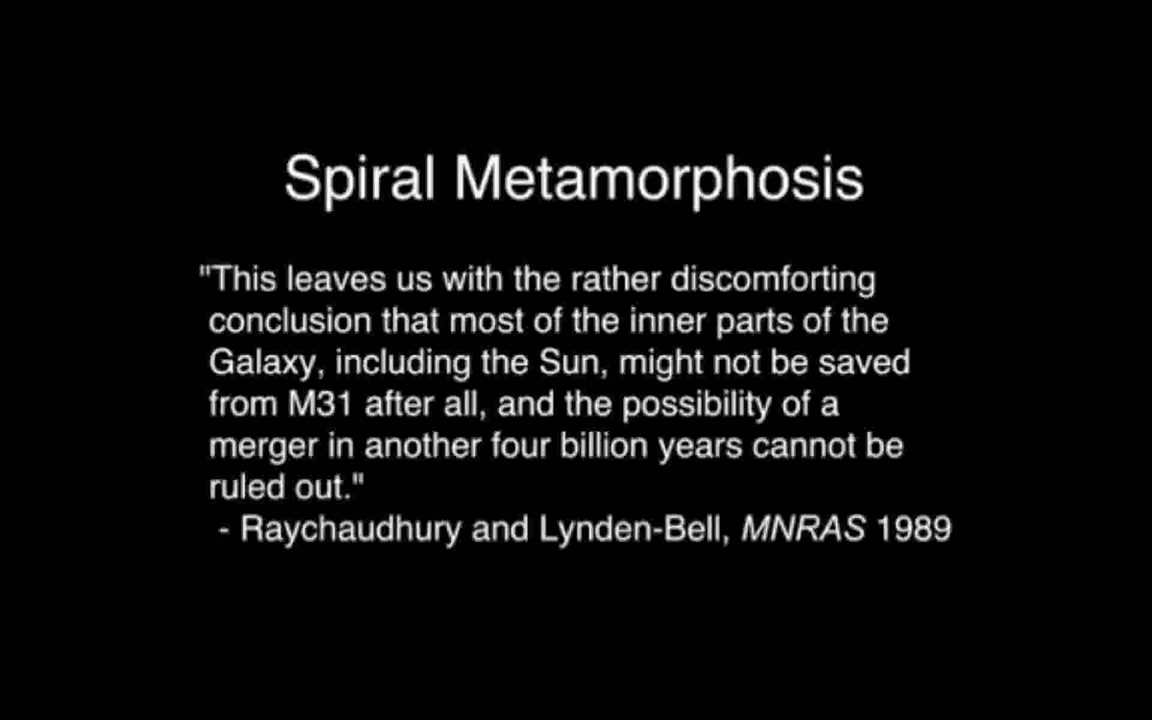 Spiral Metamorphosis
"This leaves us with the rather discomforting
conclusion that most of the inner parts of the
Galaxy, including the Sun, might not be saved
from M31 after all, and the possibility of a
merger in another four billion years cannot be
ruled out."
- Raychaudhury and Lynden-Bell, MNRAS 1989